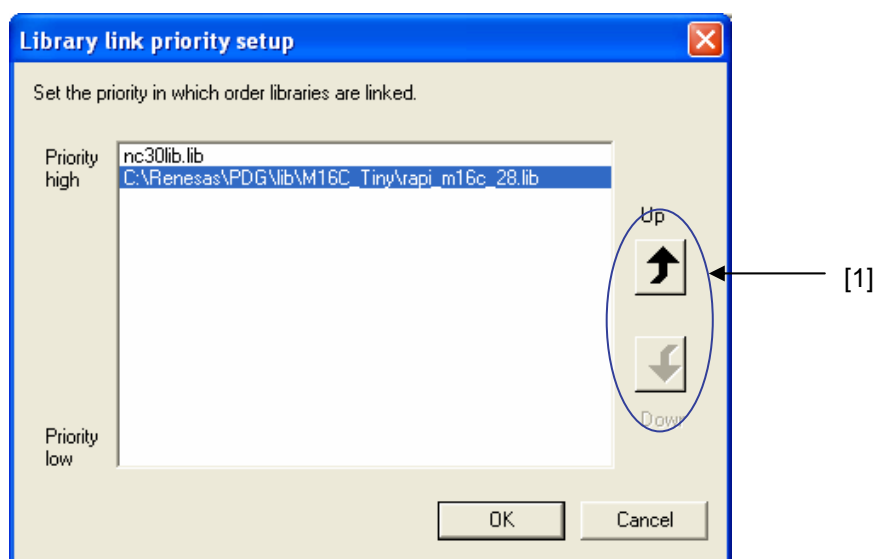 Library link priority setup
Set the priority in which order libraries are linked.
Priority
high
nc30lib.lib
C:\Renesas\PDG\lib\M16C_Tiny\rapi_m16c_28.lib
Up
[1]
Down
Priority
low
OK
Cancel